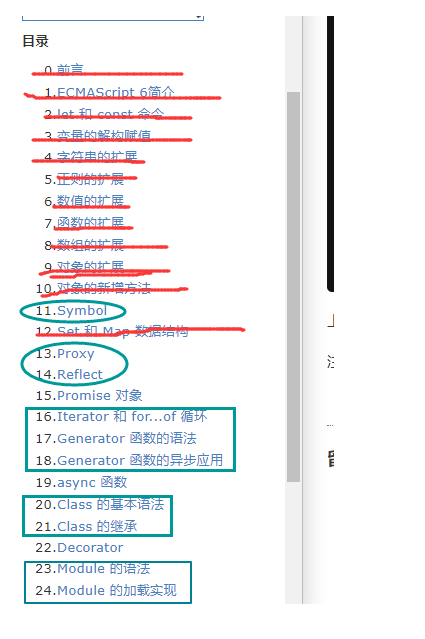 目录
0.前言
1.ECMAScript 6简介
2.let 和 const 命令
3.变量的解构赋值
4.字符串的扩展
5.正则的扩展
6.数值的扩展
7.函数的扩展
8.数组的扩展
9.对象的扩展
10.对象的新增方法
11.Symbol
12.Set 和 Map 数据结构
13.Proxy
14.Reflect
15.Promise 对象
16.Iterator 和 for...of 循环
17.Generator 函数的语法
18.Generator 函数的异步应用
19.async 函数
20.Class 的基本语法
21.Class 的继承
22.Decorator
23.Module 的语法
24.Module 的加载实现